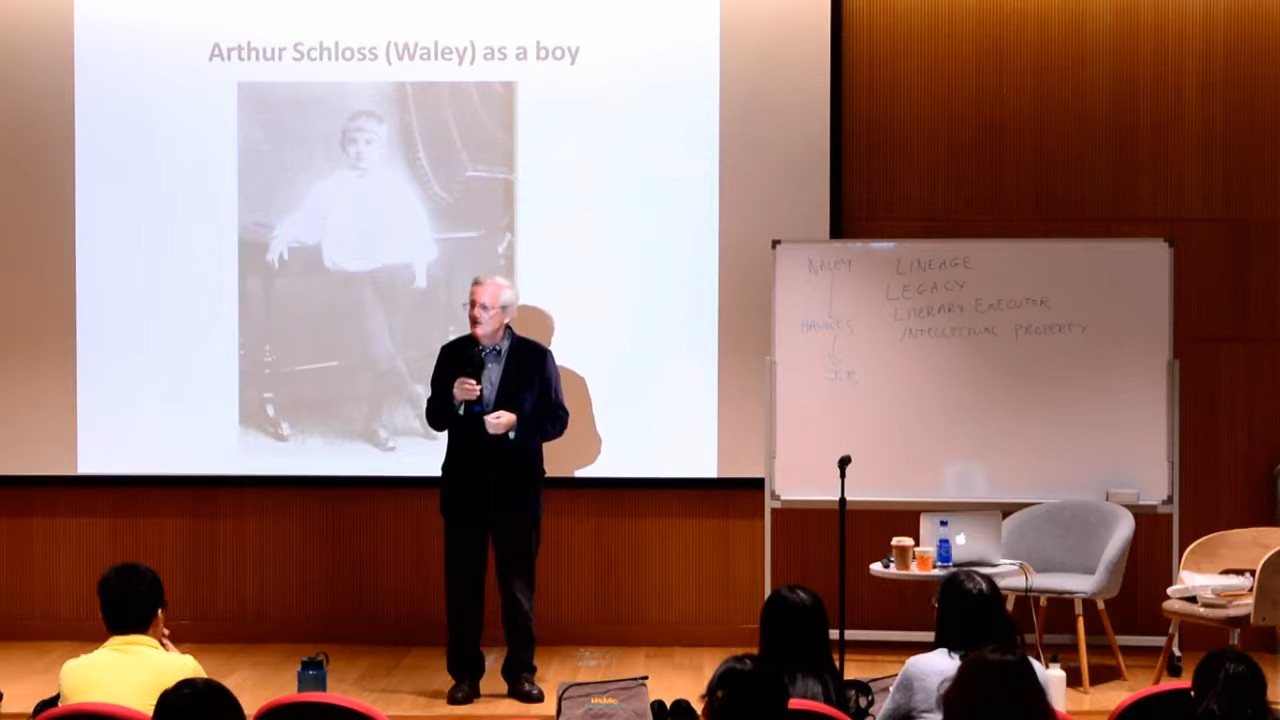 Arthur Schloss (Waley) as a boy
WALEY LINEAGE
LEGACY
LITERARY EXECUTOR
HAWKES INTELLECTUAL PROPERTY